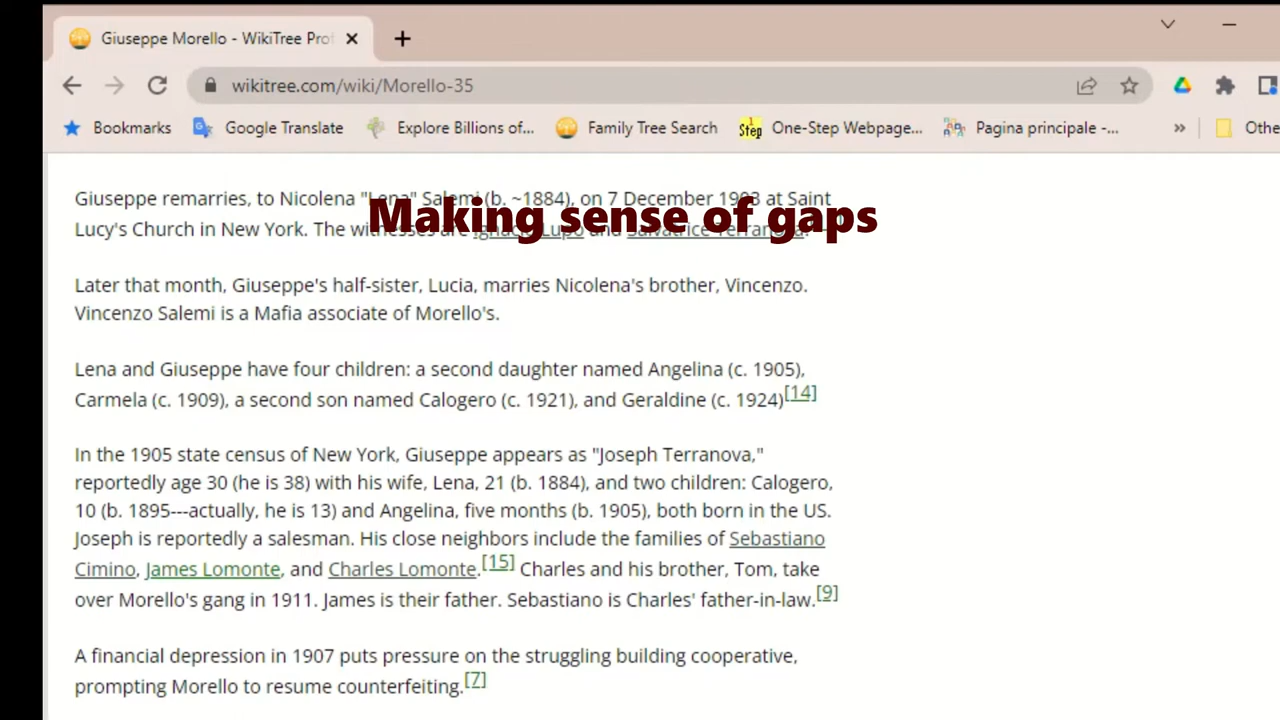 Giuseppe Morello - WikiTree Prof
wikitree.com/wiki/Morello-35
Bookmarks Google Translate Explore Billions of... Family Tree Search 1 Step One-Step Webpage... Pagina principale -... » Othe
Giuseppe remarries, to Nicolena "Lena" Salemi (b. ~1884), on 7 December 1903 at Saint
Making sense of gaps
Lucy's Church in New York. The witnesses are Ignacio Lupo and Salvatrice Terranova.
Later that month, Giuseppe's half-sister, Lucia, marries Nicolena's brother, Vincenzo.
Vincenzo Salemi is a Mafia associate of Morello's.
Lena and Giuseppe have four children: a second daughter named Angelina (c. 1905),
Carmela (c. 1909), a second son named Calogero (c. 1921), and Geraldine (c. 1924)[14]
In the 1905 state census of New York, Giuseppe appears as "Joseph Terranova,"
reportedly age 30 (he is 38) with his wife, Lena, 21 (b. 1884), and two children: Calogero,
10 (b. 1895---actually, he is 13) and Angelina, five months (b. 1905), both born in the US.
Joseph is reportedly a salesman. His close neighbors include the families of Sebastiano
Cimino, James Lomonte, and Charles Lomonte.[15] Charles and his brother, Tom, take
over Morello's gang in 1911. James is their father. Sebastiano is Charles' father-in-law.[9]
A financial depression in 1907 puts pressure on the struggling building cooperative,
prompting Morello to resume counterfeiting.[7]